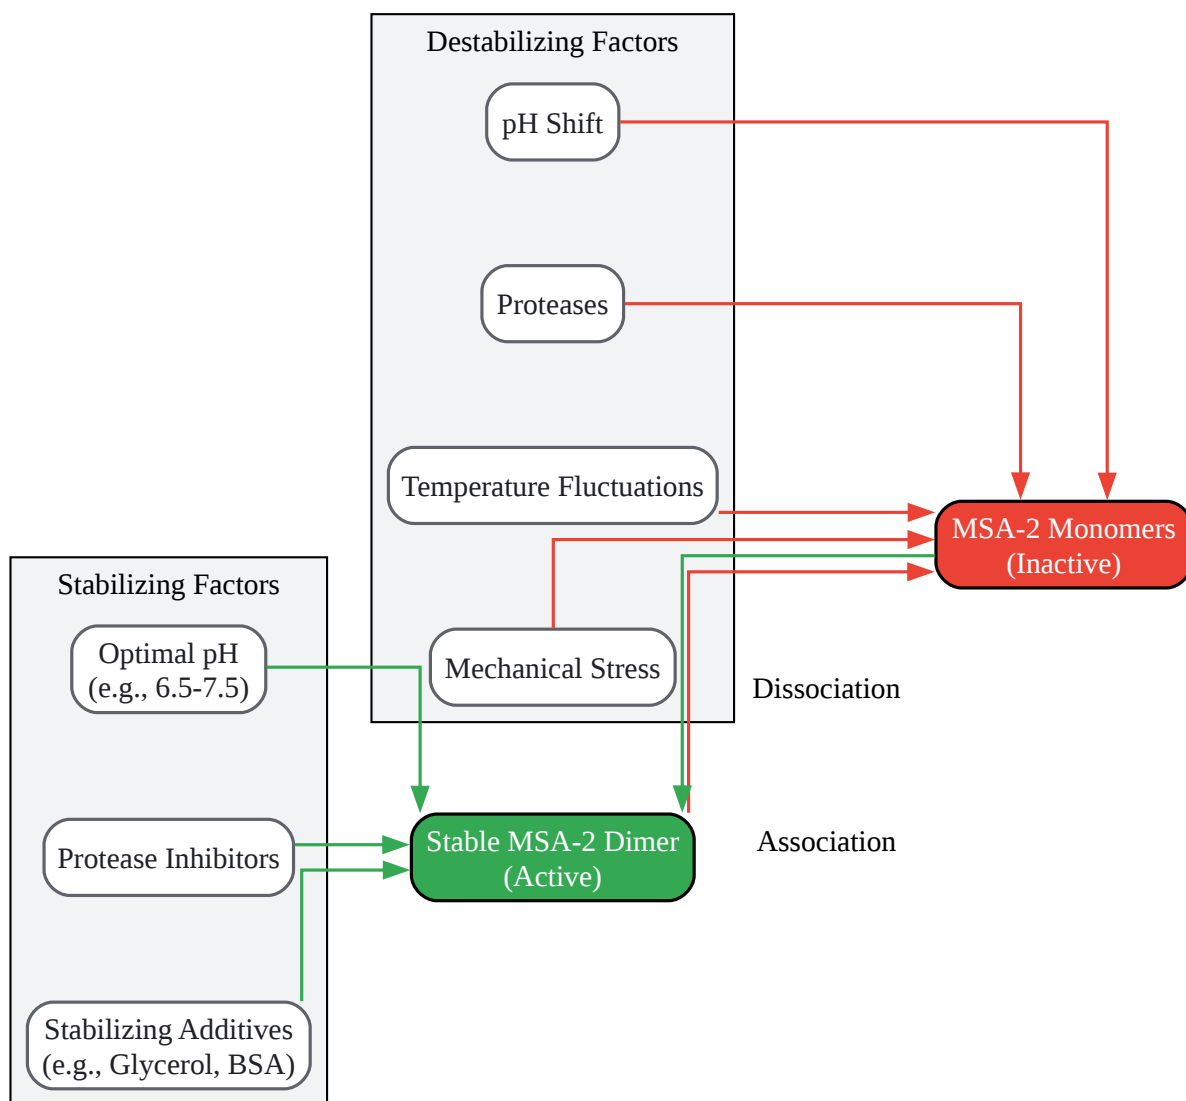 Destabilizing Factors
pH Shift
Proteases
Temperature Fluctuations
MSA-2 Monomers
(Inactive)
Stabilizing Factors
Optimal pH
(e.g., 6.5-7.5)
Mechanical Stress
Dissociation
Protease Inhibitors
Stable MSA-2 Dimer
(Active)
Association
Stabilizing Additives
(e.g., Glycerol, BSA)